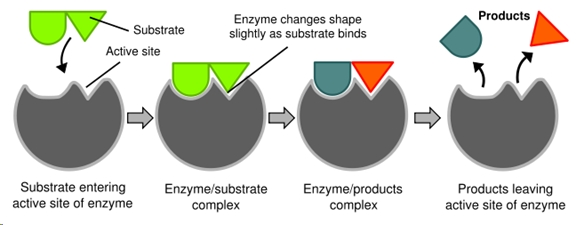 Substrate
Active site
Enzyme changes shape
slightly as substrate binds
Products
Substrate entering
active site of enzyme
Enzyme/substrate
complex
Enzyme/products
complex
Products leaving
active site of enzyme